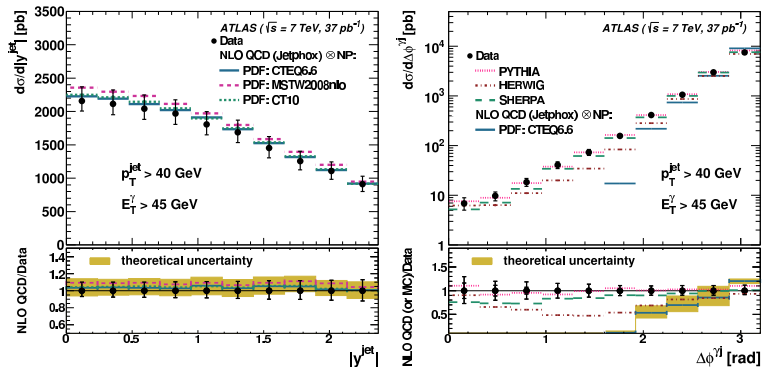 dσ/d|y^jet| [pb]
3500
3000
2500
2000
1500
1000
500
0
ATLAS (√s = 7 TeV, 37 pb⁻¹)
Data
NLO QCD (Jetphox) ⊗ NP:
PDF: CTEQ6.6
PDF: MSTW2008nlo
PDF: CT10
p_T^jet > 40 GeV
E_T^γ > 45 GeV
NLO QCD/Data
1.4
1.2
1.0
0.8
0.6
theoretical uncertainty
0
0.5
1
1.5
2
|y^jet|
dσ/dΔφ^γj [pb]
10⁴
10³
10²
10
1
ATLAS (√s = 7 TeV, 37 pb⁻¹)
Data
PYTHIA
HERWIG
SHERPA
NLO QCD (Jetphox) ⊗ NP:
PDF: CTEQ6.6
p_T^jet > 40 GeV
E_T^γ > 45 GeV
NLO QCD (or MC)/Data
1.5
1.0
0.5
theoretical uncertainty
0
1
2
3
Δφ^γj [rad]